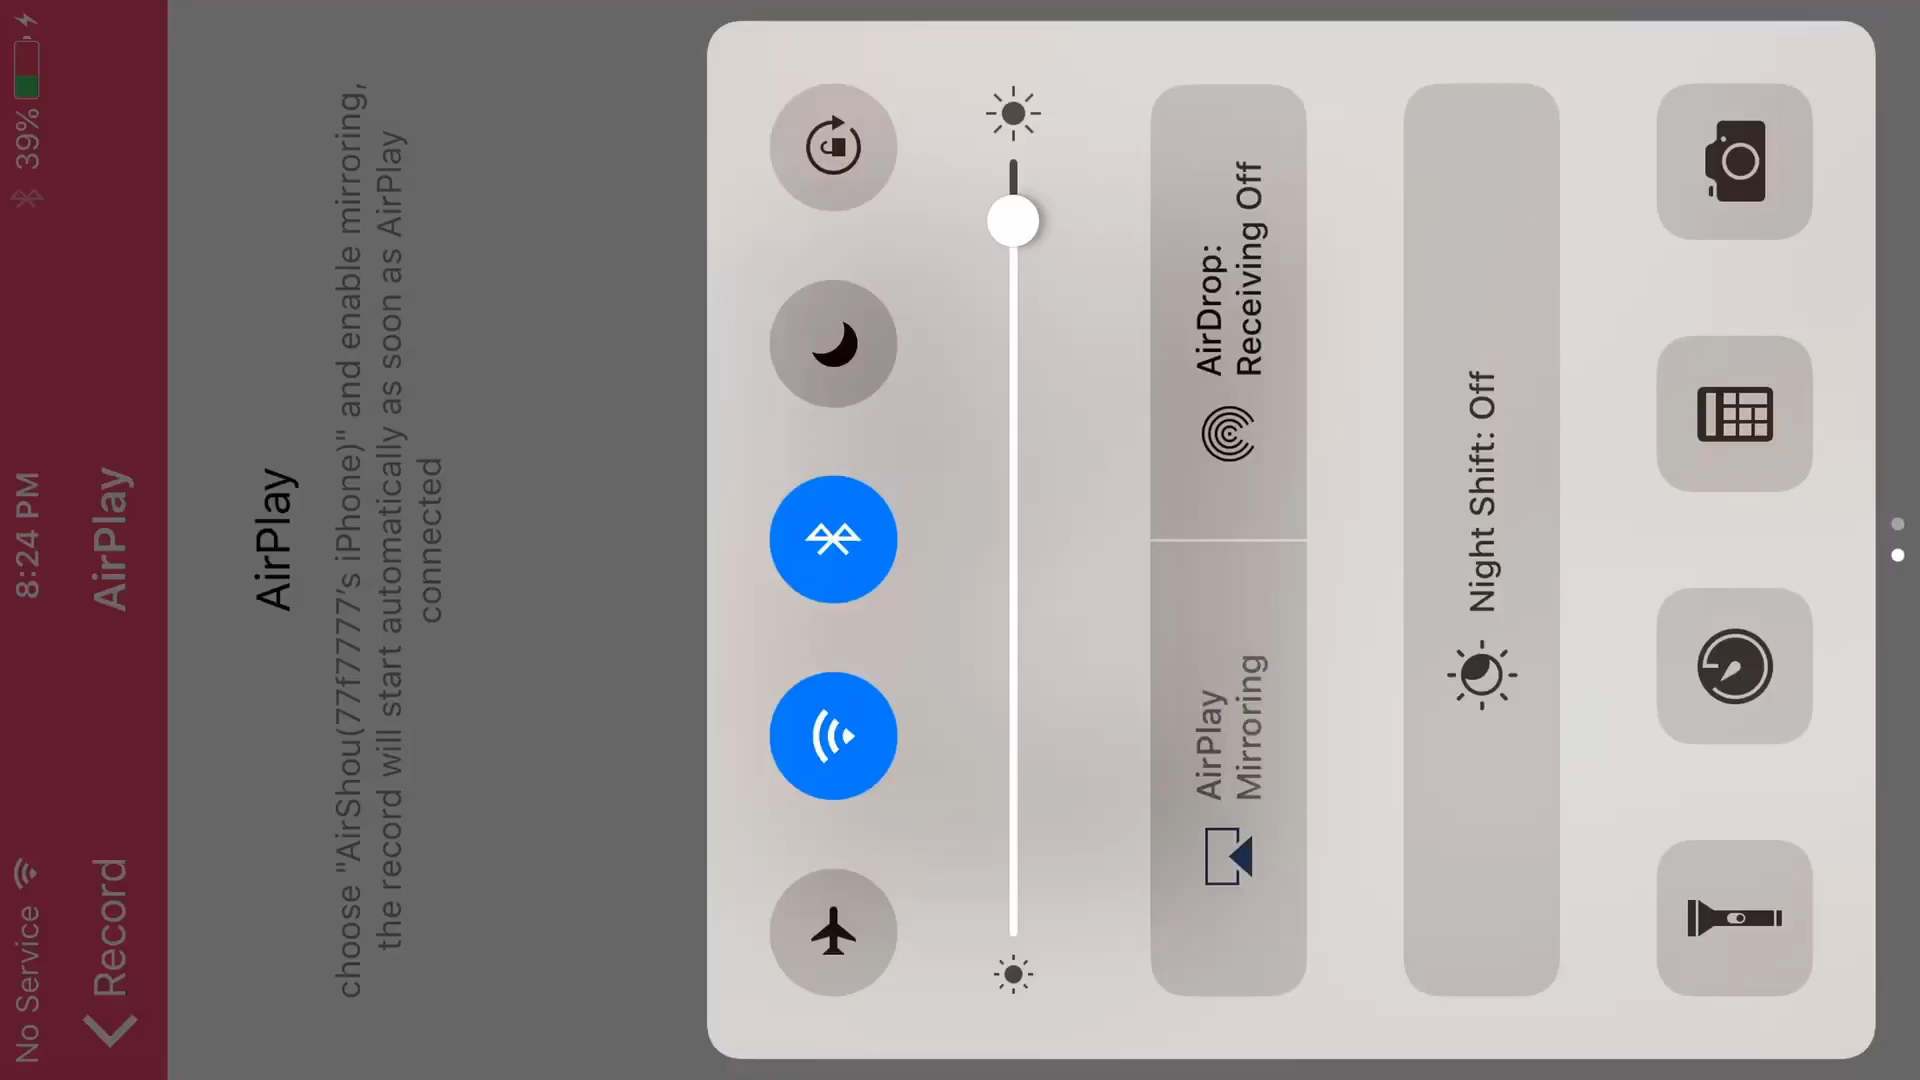 No Service 8:24 PM 39%
Record AirPlay
AirPlay
choose "AirShou(77f7777's iPhone)" and enable mirroring,
the record will start automatically as soon as AirPlay
connected
AirPlay
Mirroring
AirDrop:
Receiving Off
Night Shift: Off